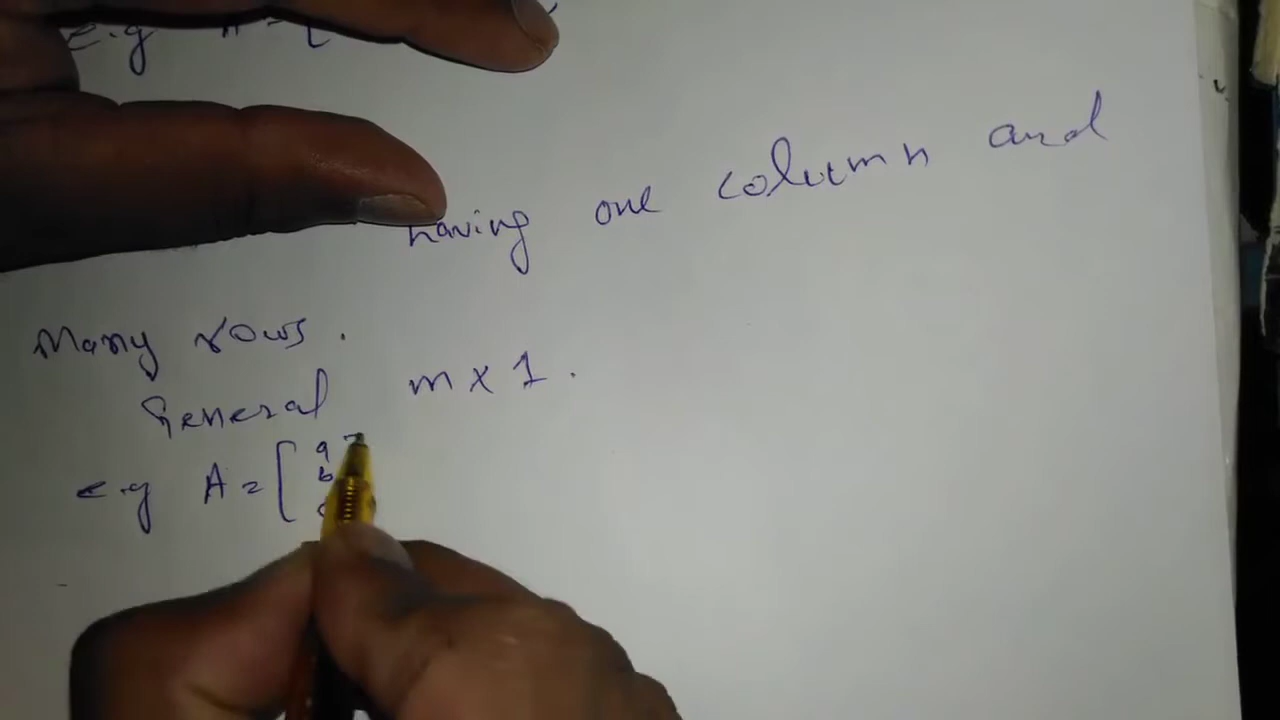 e.g A = [
having one column and
Many rows.
General m x 1.
e.g A = [ a
b